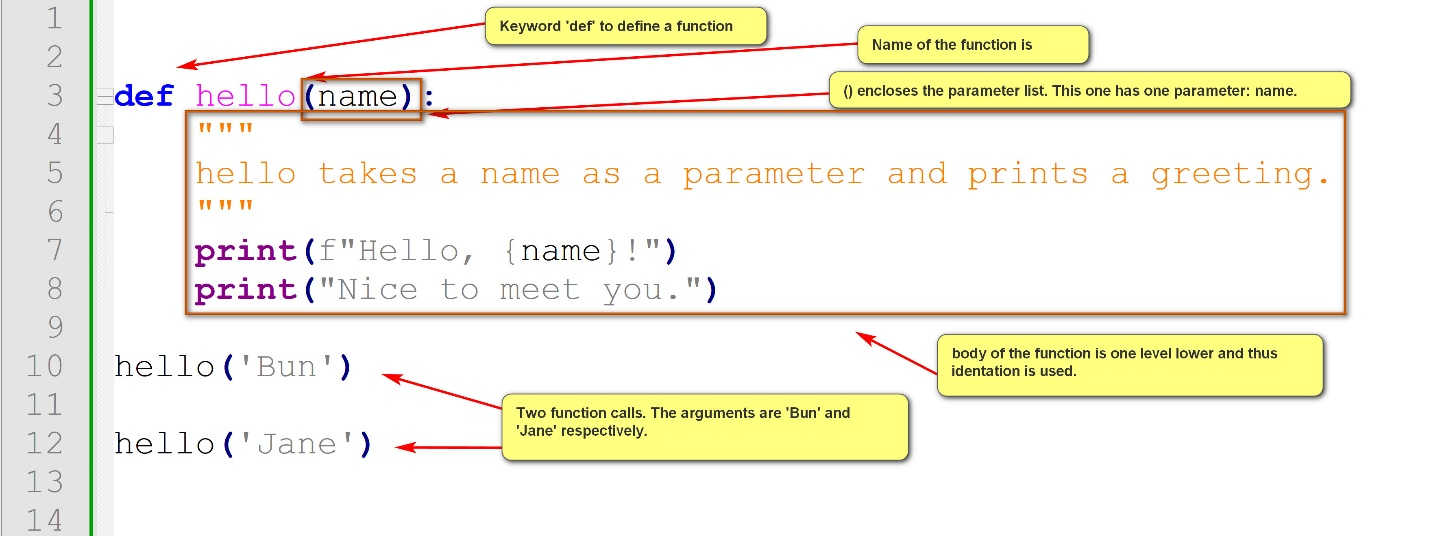 Keyword 'def' to define a function
Name of the function is
() encloses the parameter list. This one has one parameter: name.
1
2
3 def hello(name):
4 """
5 hello takes a name as a parameter and prints a greeting.
6 """
7 print(f"Hello, {name}!")
8 print("Nice to meet you.")
9
10 hello('Bun')
11
12 hello('Jane')
13
14
body of the function is one level lower and thus
identation is used.
Two function calls. The arguments are 'Bun' and
'Jane' respectively.